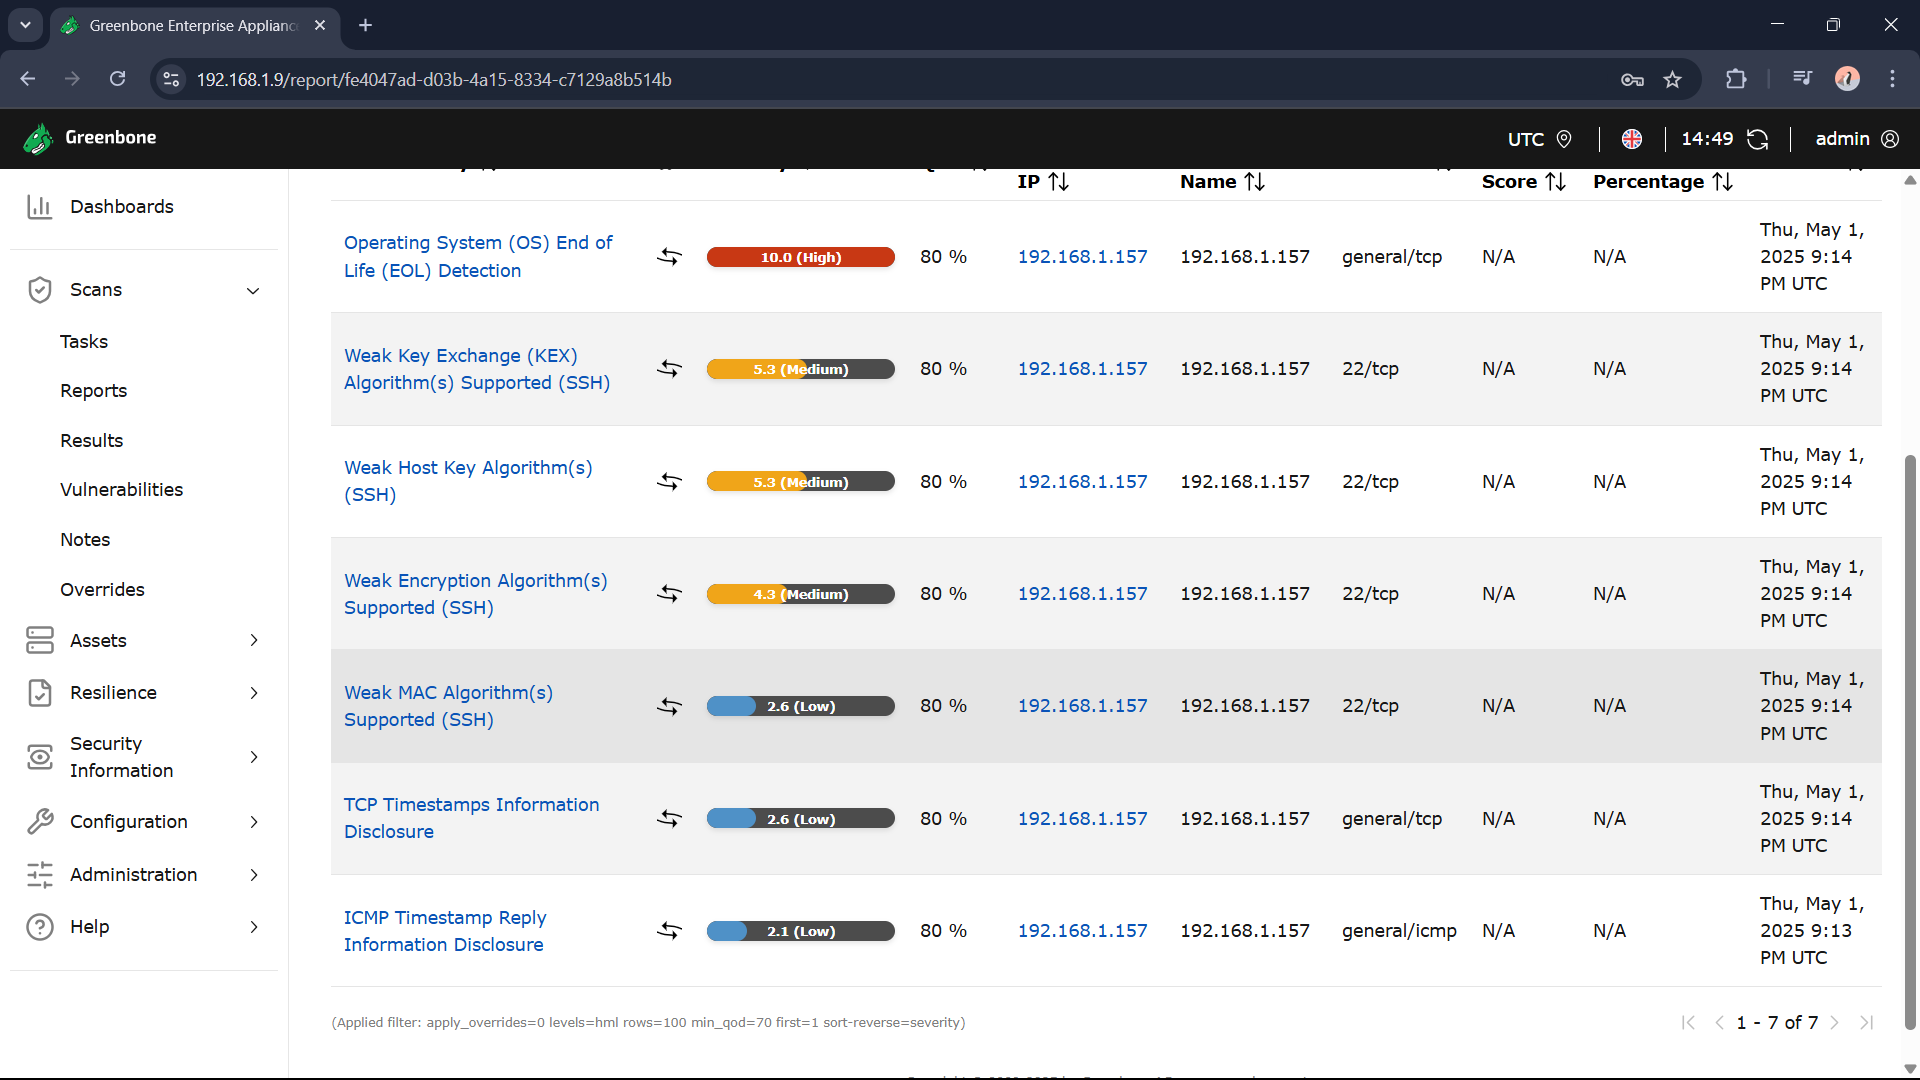 Greenbone Enterprise Applianc
192.168.1.9/report/fe4047ad-d03b-4a15-8334-c7129a8b514b
Greenbone
UTC
14:49
admin
Dashboards
Scans
Tasks
Reports
Results
Vulnerabilities
Notes
Overrides
Assets
Resilience
Security
Information
Configuration
Administration
Help
IP Name Score Percentage
Operating System (OS) End of
Life (EOL) Detection
10.0 (High) 80 % 192.168.1.157 192.168.1.157 general/tcp N/A N/A
Thu, May 1,
2025 9:14
PM UTC
Weak Key Exchange (KEX)
Algorithm(s) Supported (SSH)
5.3 (Medium) 80 % 192.168.1.157 192.168.1.157 22/tcp N/A N/A
Thu, May 1,
2025 9:14
PM UTC
Weak Host Key Algorithm(s)
(SSH)
5.3 (Medium) 80 % 192.168.1.157 192.168.1.157 22/tcp N/A N/A
Thu, May 1,
2025 9:14
PM UTC
Weak Encryption Algorithm(s)
Supported (SSH)
4.3 (Medium) 80 % 192.168.1.157 192.168.1.157 22/tcp N/A N/A
Thu, May 1,
2025 9:14
PM UTC
Weak MAC Algorithm(s)
Supported (SSH)
2.6 (Low) 80 % 192.168.1.157 192.168.1.157 22/tcp N/A N/A
Thu, May 1,
2025 9:14
PM UTC
TCP Timestamps Information
Disclosure
2.6 (Low) 80 % 192.168.1.157 192.168.1.157 general/tcp N/A N/A
Thu, May 1,
2025 9:14
PM UTC
ICMP Timestamp Reply
Information Disclosure
2.1 (Low) 80 % 192.168.1.157 192.168.1.157 general/icmp N/A N/A
Thu, May 1,
2025 9:13
PM UTC
(Applied filter: apply_overrides=0 levels=hml rows=100 min_qod=70 first=1 sort-reverse=severity)
1 - 7 of 7